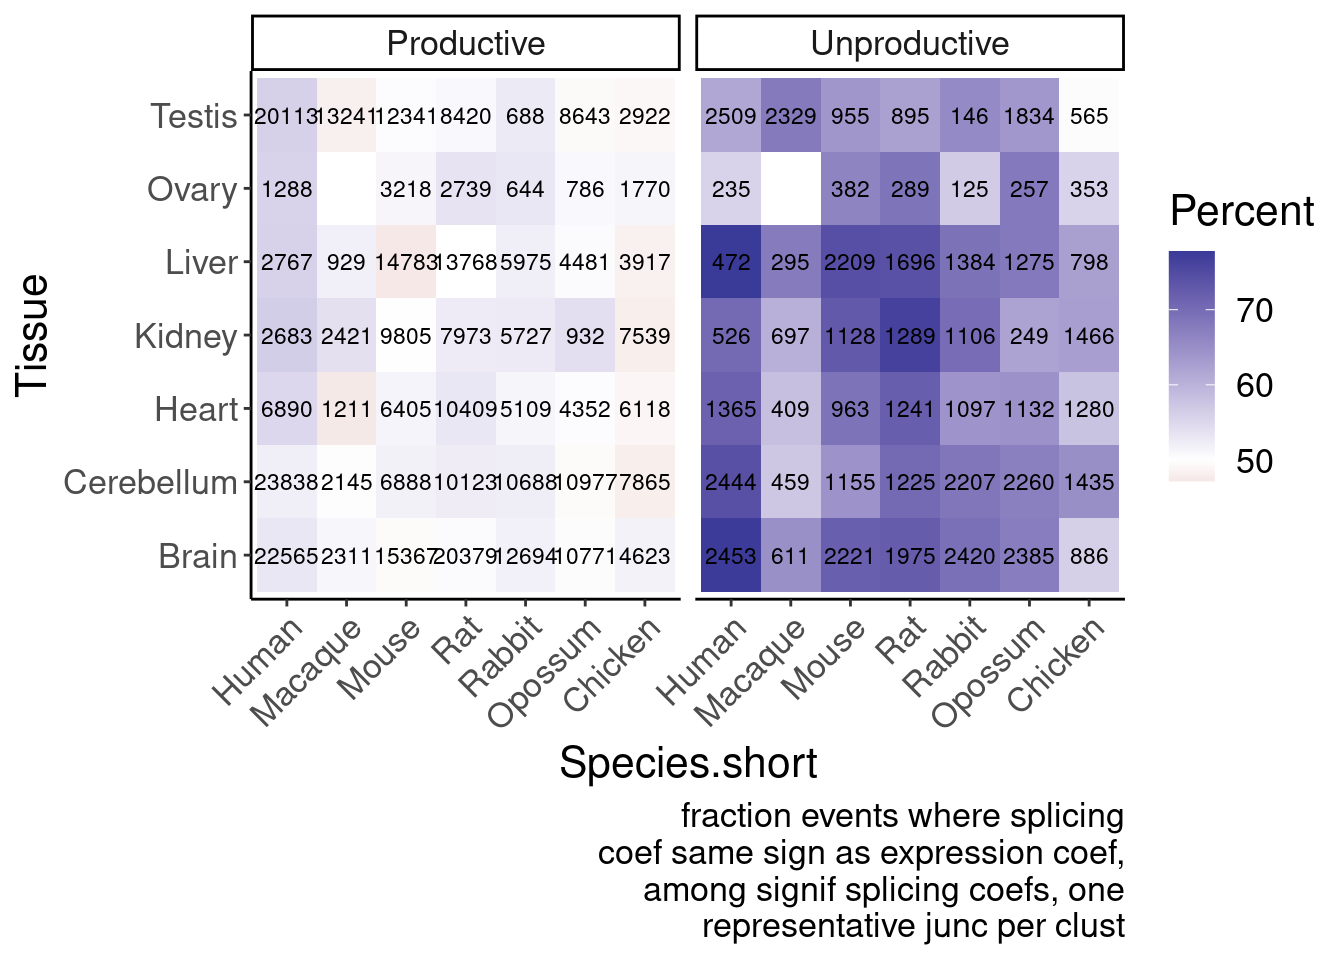 Productive Unproductive
Testis 20113 13241 12341 8420 688 8643 2922 2509 2329 955 895 146 1834 565
Ovary 1288 3218 2739 644 786 1770 235 382 289 125 257 353
Liver 2767 929 14783 13768 5975 4481 3917 472 295 2209 1696 1384 1275 798
Kidney 2683 2421 9805 7973 5727 932 7539 526 697 1128 1289 1106 249 1466
Heart 6890 1211 6405 10409 5109 4352 6118 1365 409 963 1241 1097 1132 1280
Cerebellum 23838 2145 6888 10123 10688 10977 7865 2444 459 1155 1225 2207 2260 1435
Brain 22565 2311 15367 20379 12694 10771 4623 2453 611 2221 1975 2420 2385 886
Tissue
Human Macaque Mouse Rat Rabbit Opossum Chicken Human Macaque Mouse Rat Rabbit Opossum Chicken
Species.short
Percent
70
60
50
fraction events where splicing
coef same sign as expression coef,
among signif splicing coefs, one
representative junc per clust